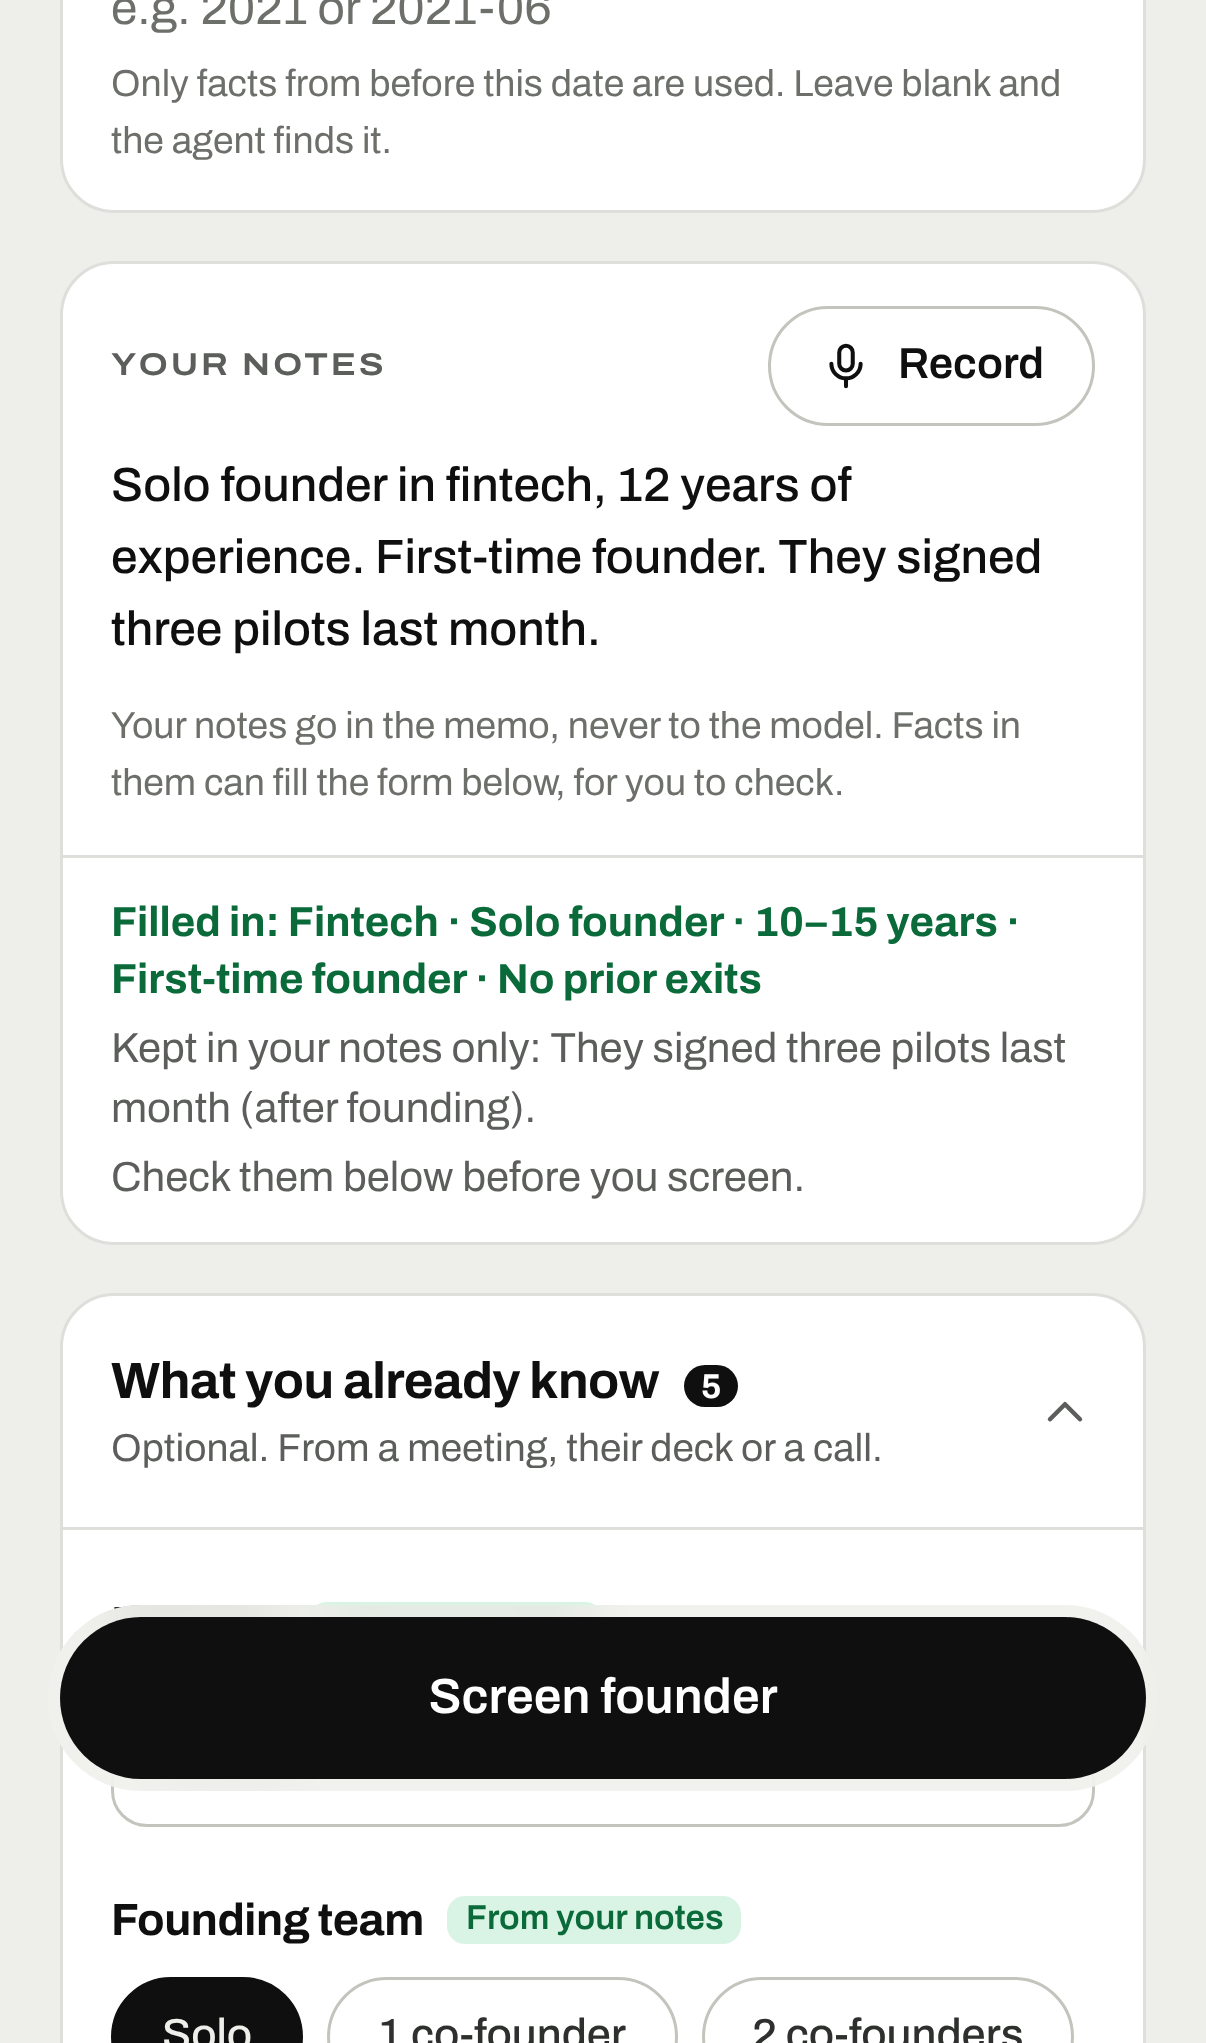 e.g. 2021 or 2021-06
Only facts from before this date are used. Leave blank and
the agent finds it.
YOUR NOTES
Record
Solo founder in fintech, 12 years of
experience. First-time founder. They signed
three pilots last month.
Your notes go in the memo, never to the model. Facts in
them can fill the form below, for you to check.
Filled in: Fintech · Solo founder · 10–15 years ·
First-time founder · No prior exits
Kept in your notes only: They signed three pilots last
month (after founding).
Check them below before you screen.
What you already know 5
Optional. From a meeting, their deck or a call.
Screen founder
Founding team From your notes
Solo 1 co-founder 2 co-founders